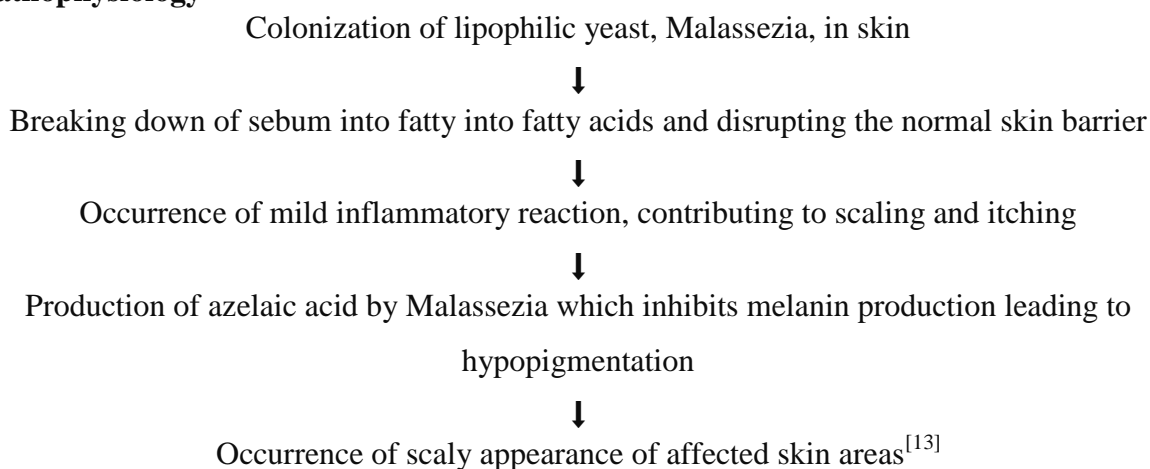 athophysiology
Colonization of lipophilic yeast, Malassezia, in skin
↓
Breaking down of sebum into fatty into fatty acids and disrupting the normal skin barrier
↓
Occurrence of mild inflammatory reaction, contributing to scaling and itching
↓
Production of azelaic acid by Malassezia which inhibits melanin production leading to
hypopigmentation
↓
Occurrence of scaly appearance of affected skin areas[13]